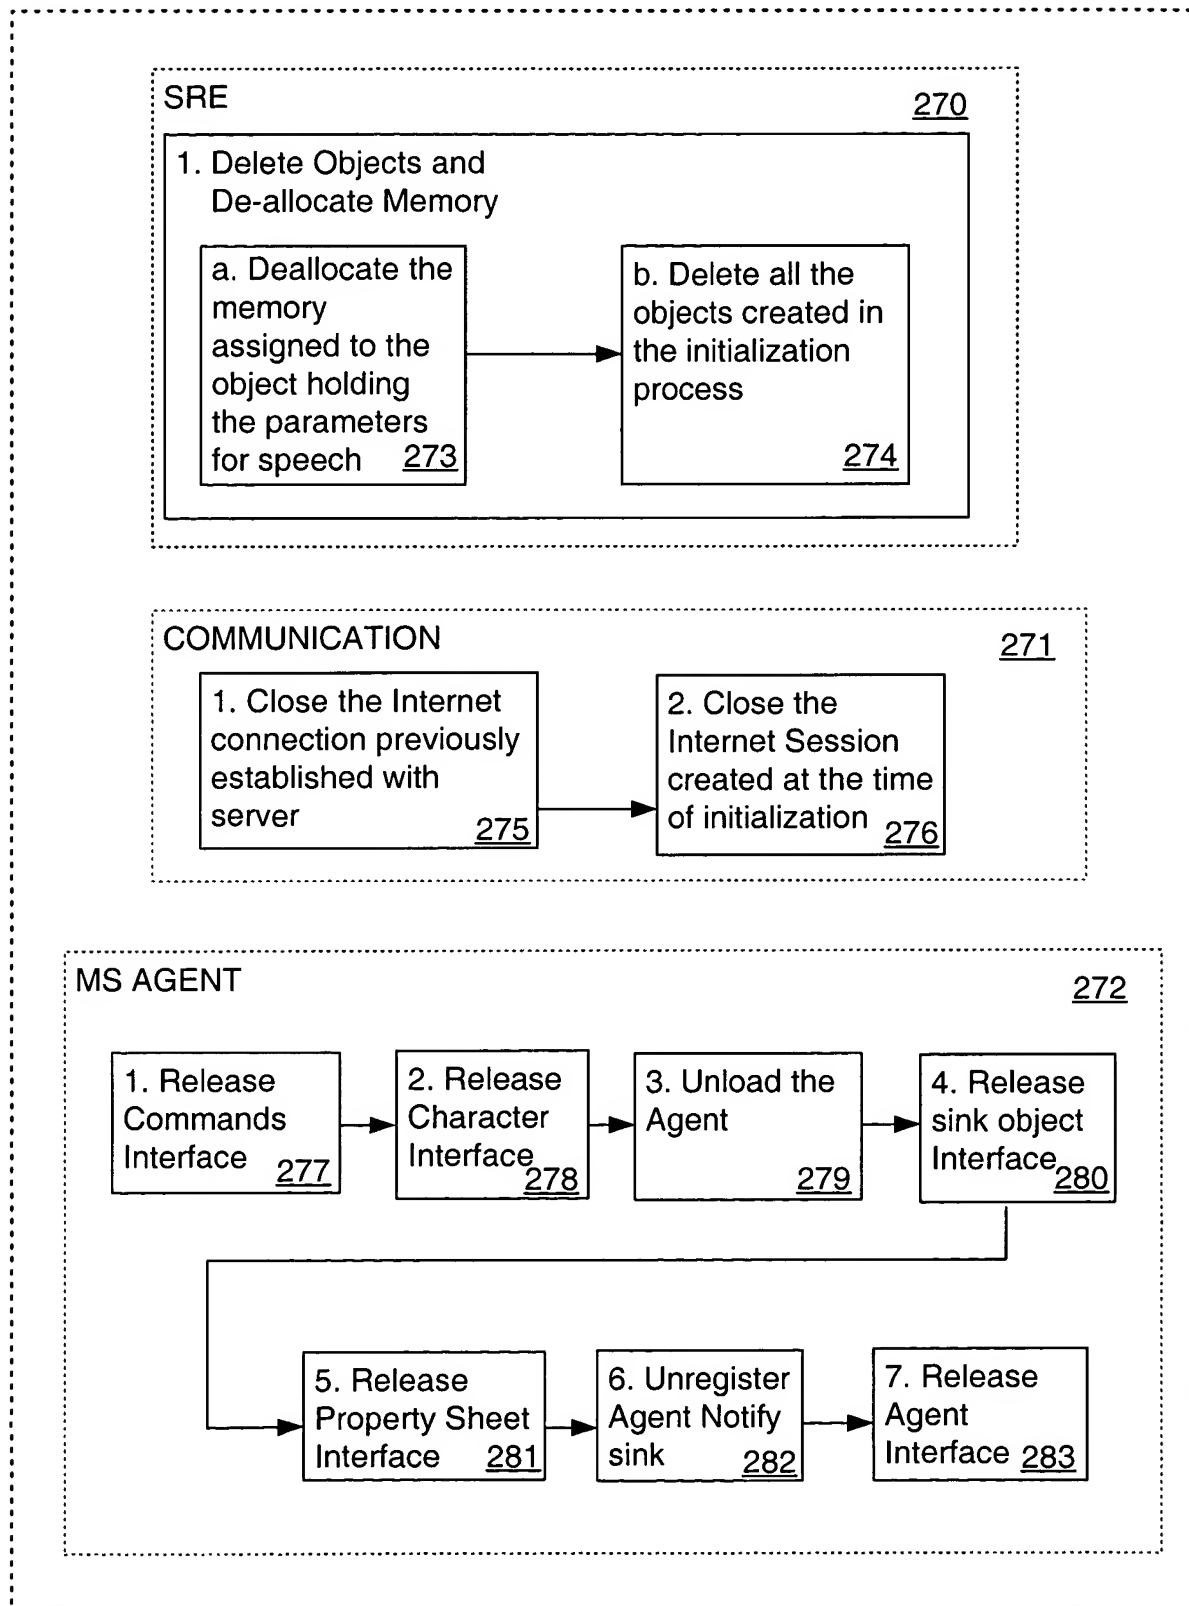 SRE
270
1. Delete Objects and
De-allocate Memory
a. Deallocate the
memory
assigned to the
object holding
the parameters
for speech 273
b. Delete all the
objects created in
the initialization
process
274
COMMUNICATION
271
1. Close the Internet
connection previously
established with
server 275
2. Close the
Internet Session
created at the time
of initialization 276
MS AGENT
272
1. Release
Commands
Interface 277
2. Release
Character
Interface 278
3. Unload the
Agent
279
4. Release
sink object
Interface 280
5. Release
Property Sheet
Interface 281
6. Unregister
Agent Notify
sink 282
7. Release
Agent
Interface 283